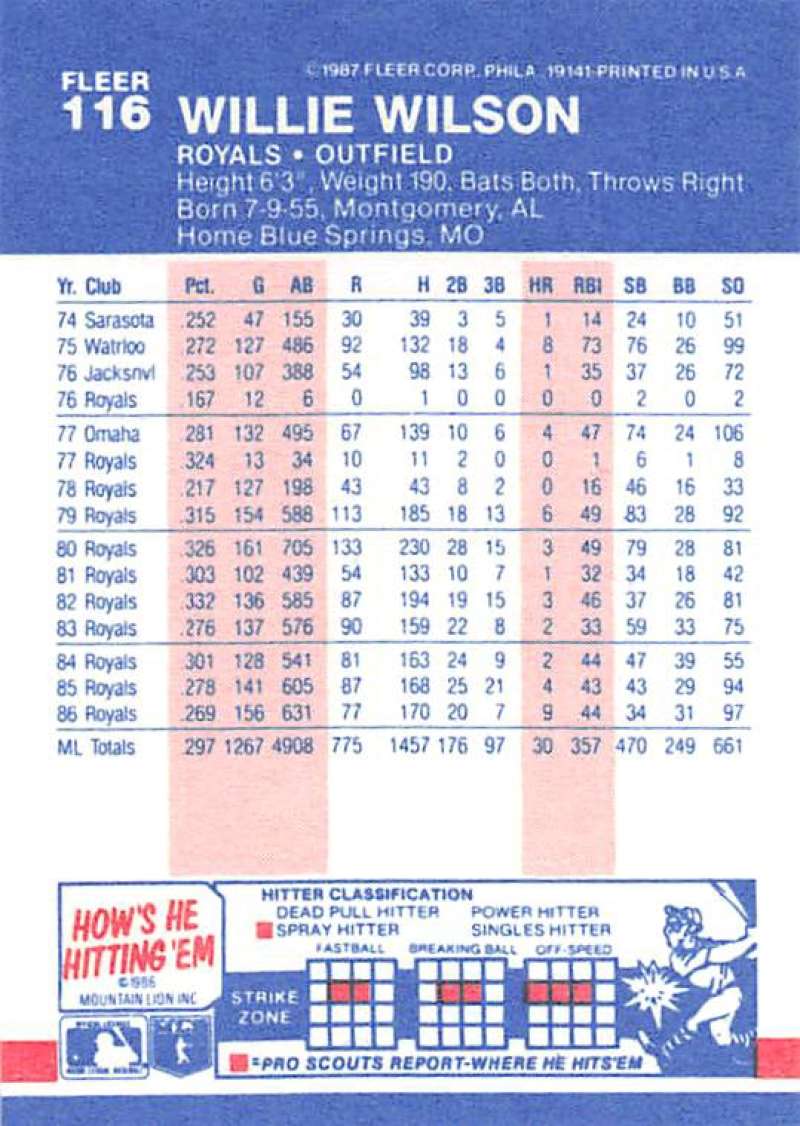 ©1987 FLEER CORP. PHILA. 19141-PRINTED IN U.S.A.
FLEER
116 WILLIE WILSON
ROYALS • OUTFIELD
Height 6'3", Weight 190, Bats Both, Throws Right
Born 7-9-55, Montgomery, AL
Home Blue Springs, MO
Yr. Club Pct. G AB R H 2B 3B HR RBI SB BB SO
74 Sarasota .252 47 155 30 39 3 5 1 14 24 10 51
75 Watrloo .272 127 486 92 132 18 4 8 73 76 26 99
76 Jacksnvl .253 107 388 54 98 13 6 1 35 37 26 72
76 Royals .167 12 6 0 1 0 0 0 0 2 0 2
77 Omaha .281 132 495 67 139 10 6 4 47 74 24 106
77 Royals .324 13 34 10 11 2 0 0 1 6 1 8
78 Royals .217 127 198 43 43 8 2 0 16 46 16 33
79 Royals .315 154 588 113 185 18 13 6 49 83 28 92
80 Royals .326 161 705 133 230 28 15 3 49 79 28 81
81 Royals .303 102 439 54 133 10 7 1 32 34 18 42
82 Royals .332 136 585 87 194 19 15 3 46 37 26 81
83 Royals .276 137 576 90 159 22 8 2 33 59 33 75
84 Royals .301 128 541 81 163 24 9 2 44 47 39 55
85 Royals .278 141 605 87 168 25 21 4 43 43 29 94
86 Royals .269 156 631 77 170 20 7 9 44 34 31 97
ML Totals .297 1267 4908 775 1457 176 97 30 357 470 249 661
HOW'S HE
HITTING 'EM
©1986
MOUNTAIN LION INC
HITTER CLASSIFICATION
DEAD PULL HITTER POWER HITTER
SPRAY HITTER SINGLES HITTER
FASTBALL BREAKING BALL OFF-SPEED
STRIKE
ZONE
=PRO SCOUTS REPORT-WHERE HE HITS 'EM